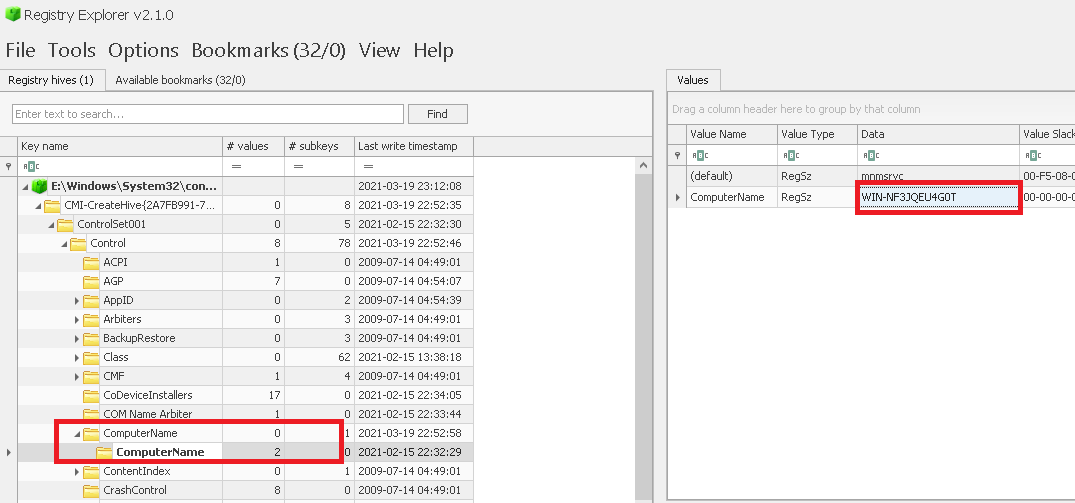 Registry Explorer v2.1.0
File Tools Options Bookmarks (32/0) View Help
Registry hives (1) Available bookmarks (32/0)
Enter text to search... Find
Key name # values # subkeys Last write timestamp
ABC = = =
E:\Windows\System32\con... 2021-03-19 23:12:08
CMI-CreateHive{2A7FB991-7... 0 8 2021-03-19 22:52:35
ControlSet001 0 5 2021-02-15 22:32:30
Control 8 78 2021-03-19 22:52:46
ACPI 1 0 2009-07-14 04:49:01
AGP 7 0 2009-07-14 04:54:07
AppID 0 2 2009-07-14 04:54:39
Arbiters 0 3 2009-07-14 04:49:01
BackupRestore 0 3 2009-07-14 04:49:01
Class 0 62 2021-02-15 13:38:18
CMF 1 4 2009-07-14 04:49:01
CoDeviceInstallers 17 0 2021-02-15 22:34:05
COM Name Arbiter 1 0 2021-02-15 22:33:44
ComputerName 0 1 2021-03-19 22:52:58
ComputerName 2 0 2021-02-15 22:32:29
ContentIndex 0 1 2009-07-14 04:49:01
CrashControl 8 0 2021-02-15 22:34:01
Values
Drag a column header here to group by that column
Value Name Value Type Data Value Slack
ABC ABC ABC ABC
(default) RegSz mnmsrvc 00-F5-08-0
ComputerName RegSz WIN-NF3JQEU4G0T 00-00-00-0